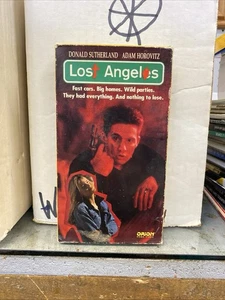 DONALD SUTHERLAND ADAM HOROVITZ
Lost Angeles
Fast cars. Big homes. Wild parties.
They had everything. And nothing to lose.
ORION
W